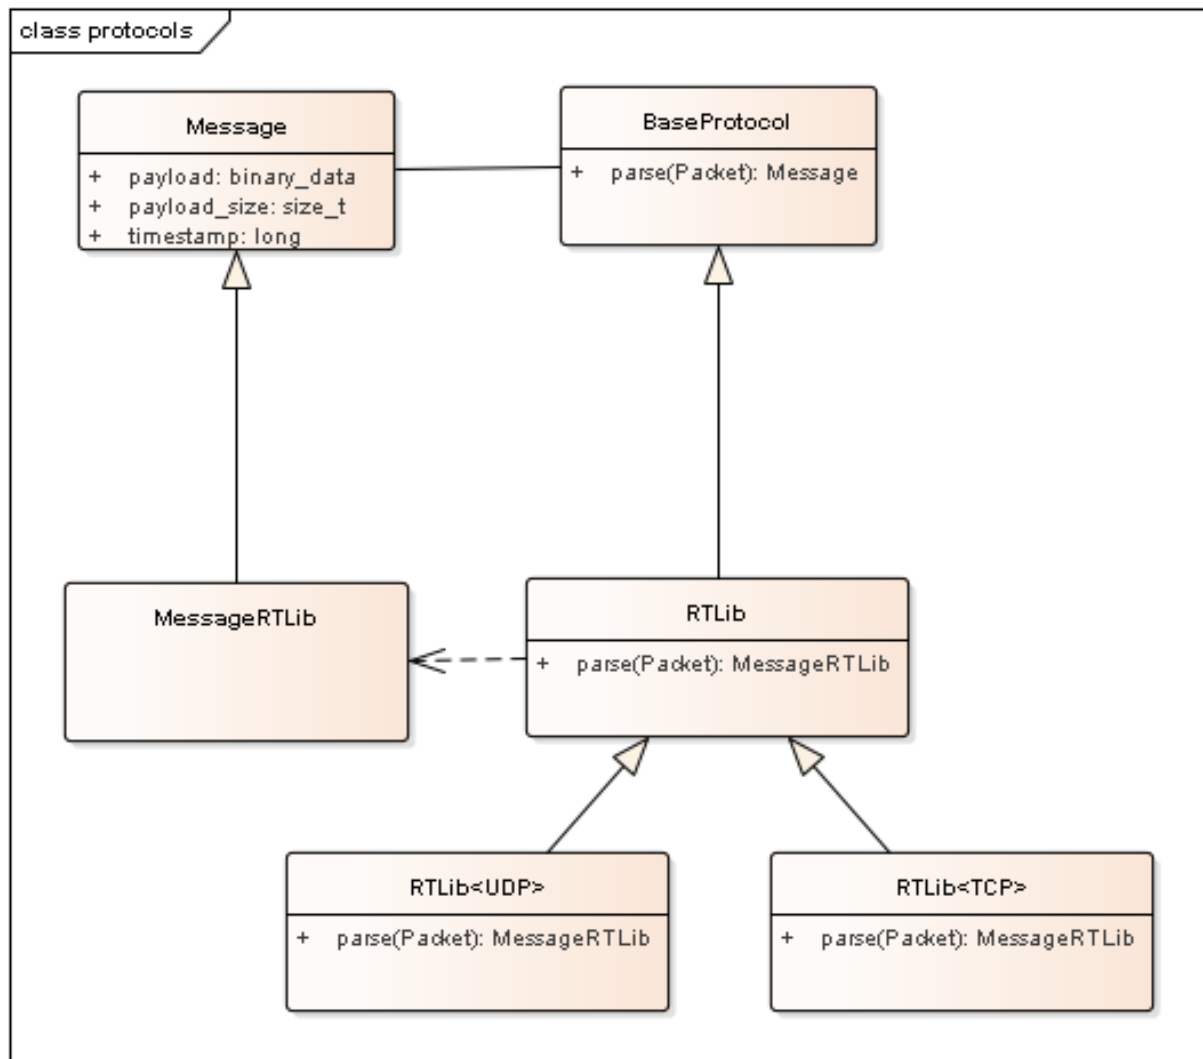 class protocols
Message
+ payload: binary_data
+ payload_size: size_t
+ timestamp: long
BaseProtocol
+ parse(Packet): Message
MessageRTLib
RTLib
+ parse(Packet): MessageRTLib
RTLib<UDP>
+ parse(Packet): MessageRTLib
RTLib<TCP>
+ parse(Packet): MessageRTLib